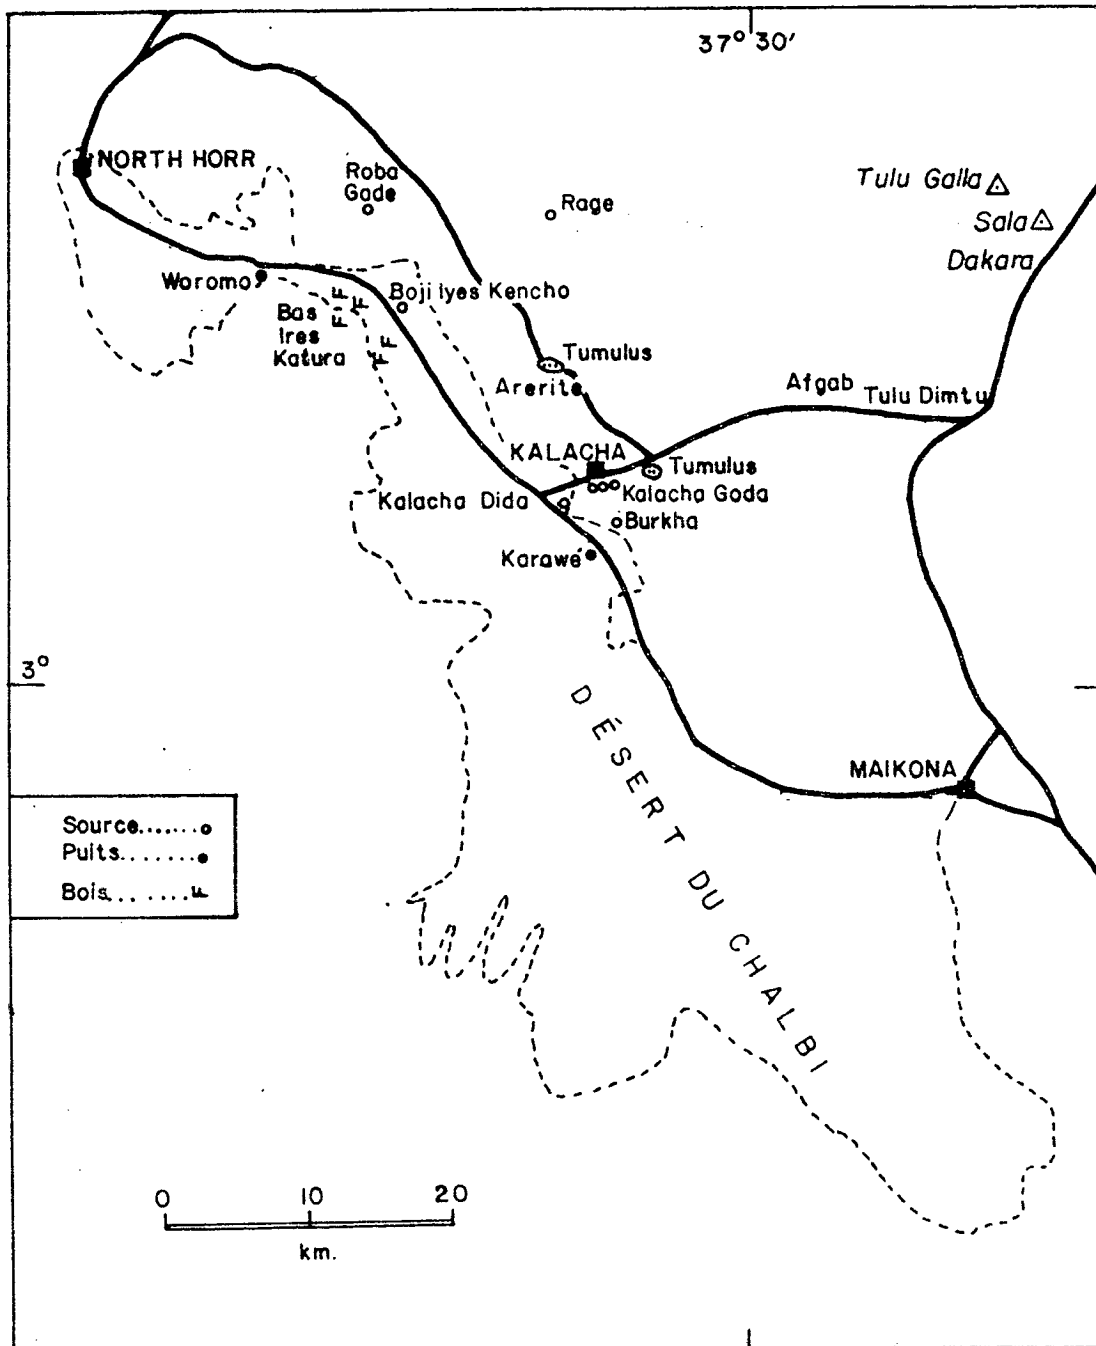 37° 30'
NORTH HORR
Roba
Gade
Rage
Tulu Galla
Sala
Dakara
Waromo
Boji Iyes Kencho
Bas
Ires
Katura
Tumulus
Arerite
Afgab
Tulu Dimtu
KALACHA
Tumulus
Kalacha Goda
Kalacha Dida
Burkha
Karawe
3°
DÉSERT DU CHALBI
MAIKONA
Source.......
Puits.......
Bois.......
0 10 20
km.